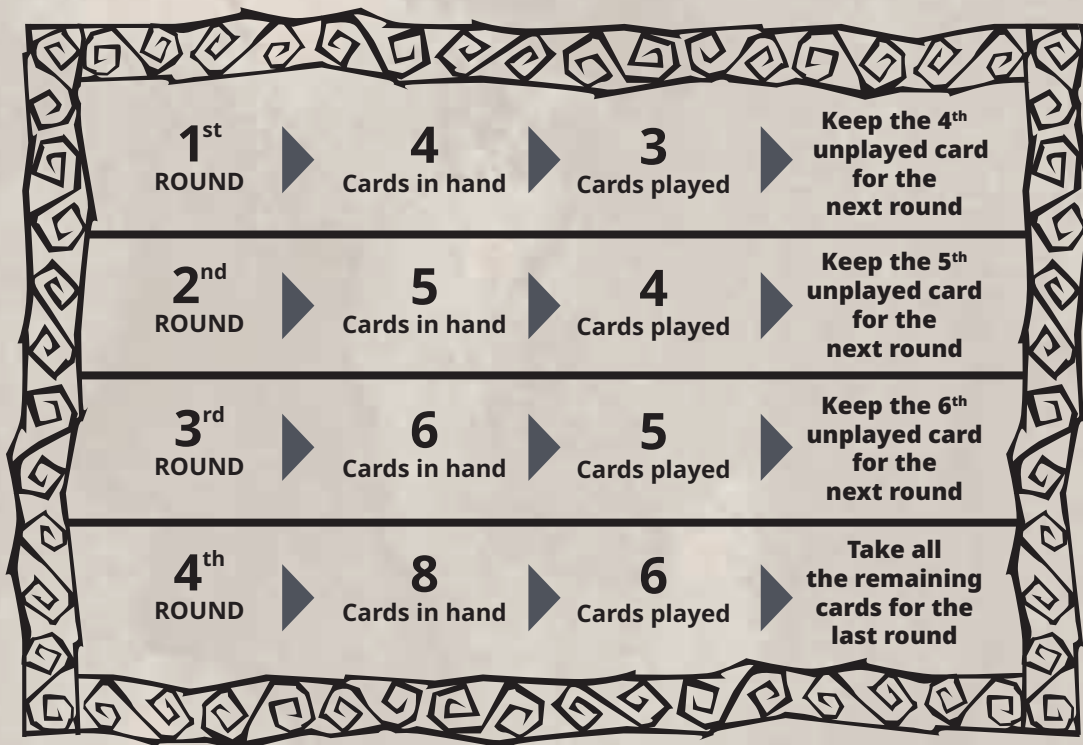 1st
ROUND
4
Cards in hand
3
Cards played
Keep the 4th
unplayed card
for the
next round
2nd
ROUND
5
Cards in hand
4
Cards played
Keep the 5th
unplayed card
for the
next round
3rd
ROUND
6
Cards in hand
5
Cards played
Keep the 6th
unplayed card
for the
next round
4th
ROUND
8
Cards in hand
6
Cards played
Take all
the remaining
cards for the
last round